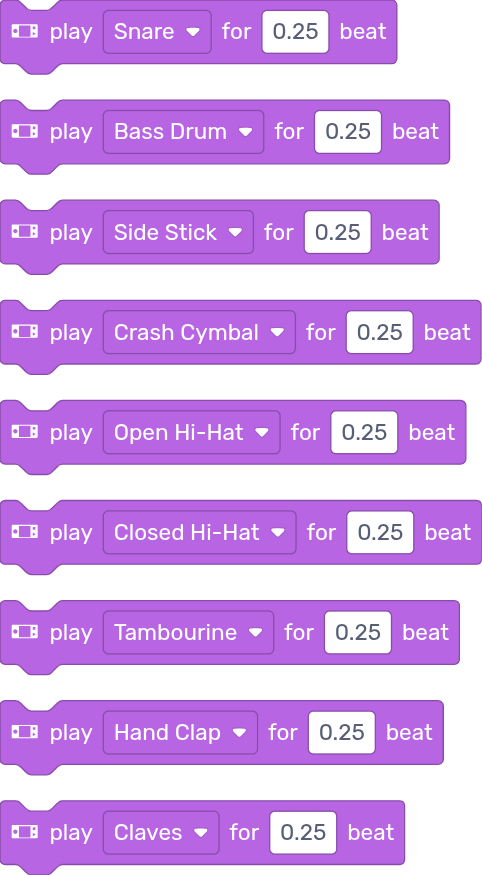 play Snare for 0.25 beat
play Bass Drum for 0.25 beat
play Side Stick for 0.25 beat
play Crash Cymbal for 0.25 beat
play Open Hi-Hat for 0.25 beat
play Closed Hi-Hat for 0.25 beat
play Tambourine for 0.25 beat
play Hand Clap for 0.25 beat
play Claves for 0.25 beat